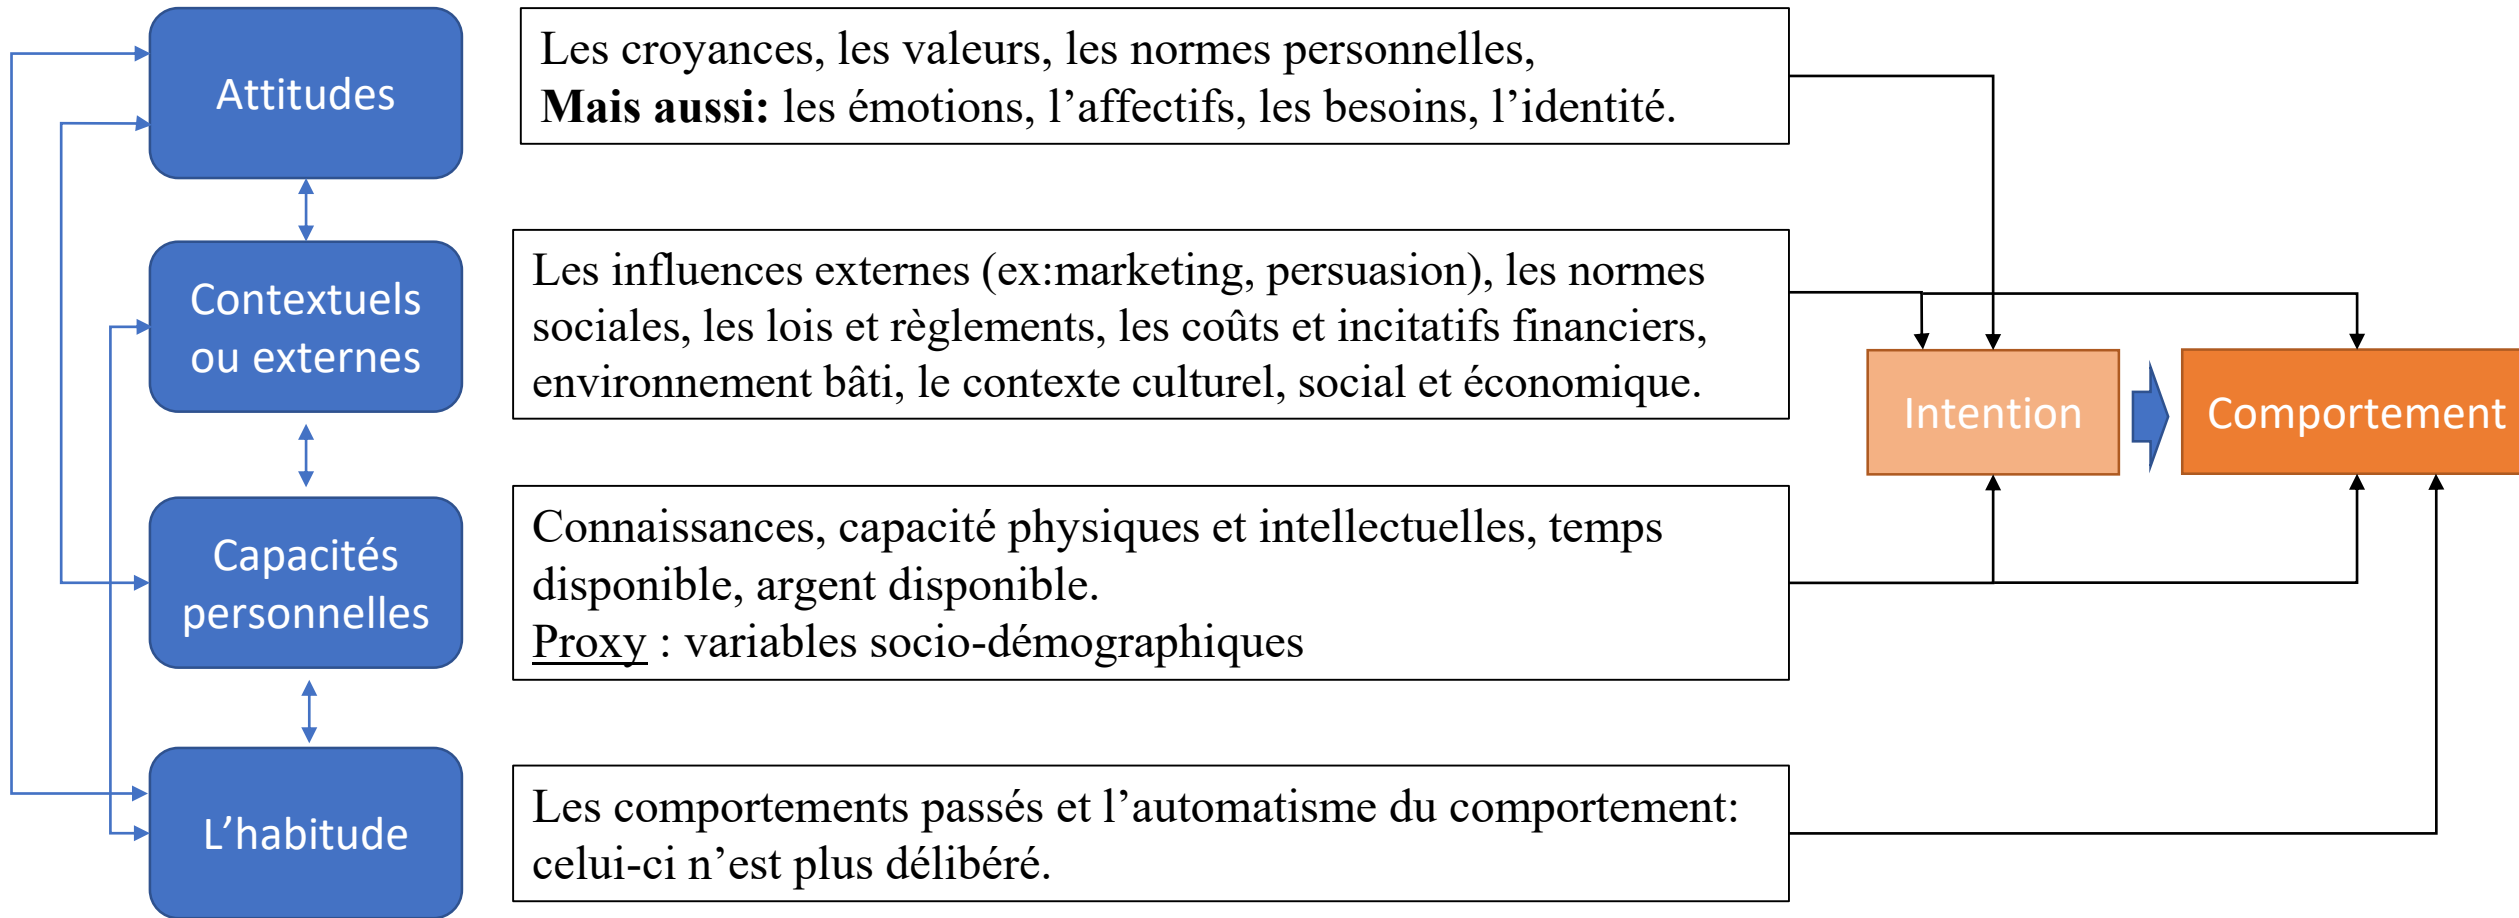 Attitudes
Les croyances, les valeurs, les normes personnelles,
Mais aussi: les émotions, l’affectifs, les besoins, l’identité.
Contextuels
ou externes
Les influences externes (ex:marketing, persuasion), les normes
sociales, les lois et règlements, les coûts et incitatifs financiers,
environnement bâti, le contexte culturel, social et économique.
Intention
Comportement
Capacités
personnelles
Connaissances, capacité physiques et intellectuelles, temps
disponible, argent disponible.
Proxy : variables socio-démographiques
L’habitude
Les comportements passés et l’automatisme du comportement:
celui-ci n’est plus délibéré.